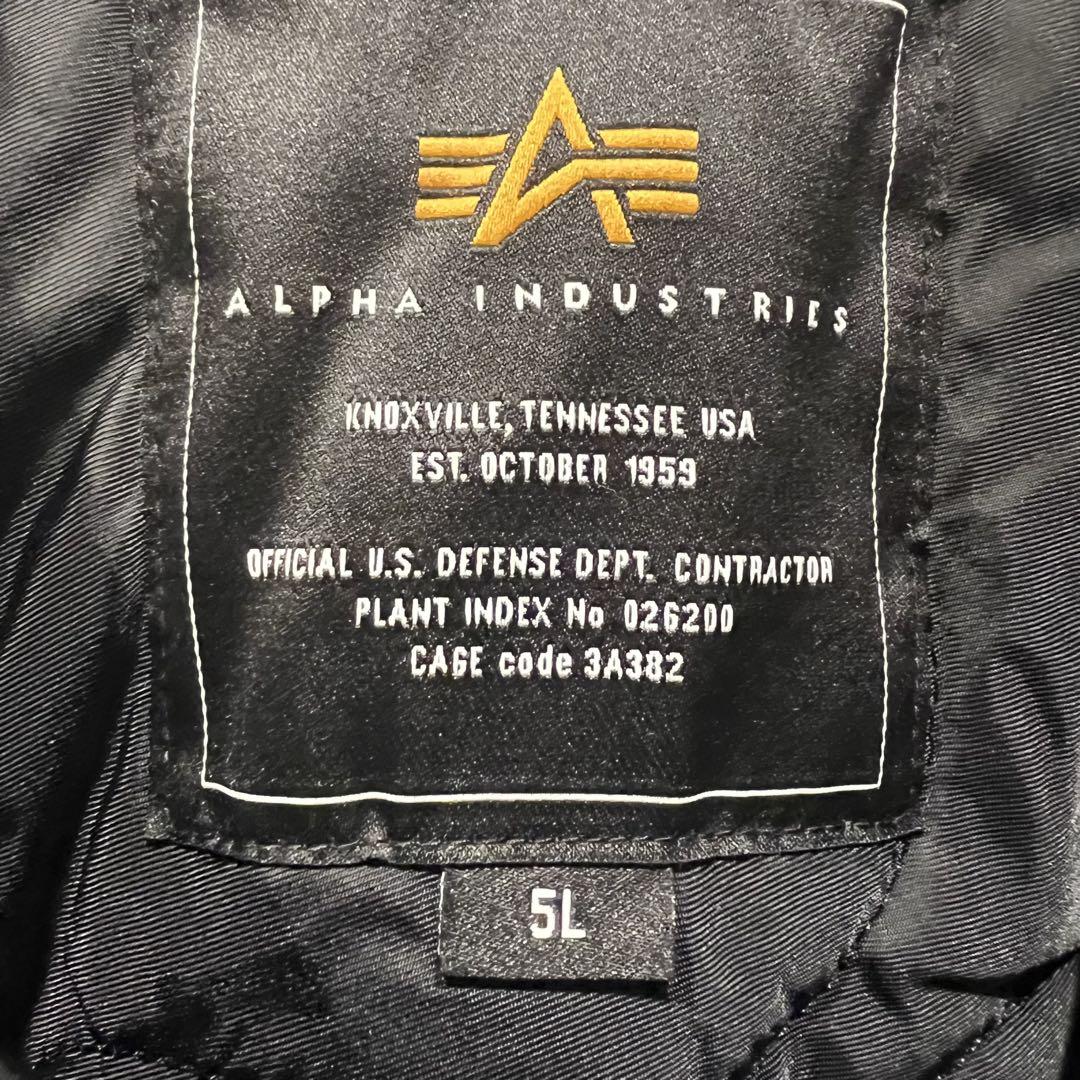 ALPHA INDUSTRIES
KNOXVILLE, TENNESSEE USA
EST. OCTOBER 1959
OFFICIAL U.S. DEFENSE DEPT. CONTRACTOR
PLANT INDEX No 026200
CAGE code 3A382
5L